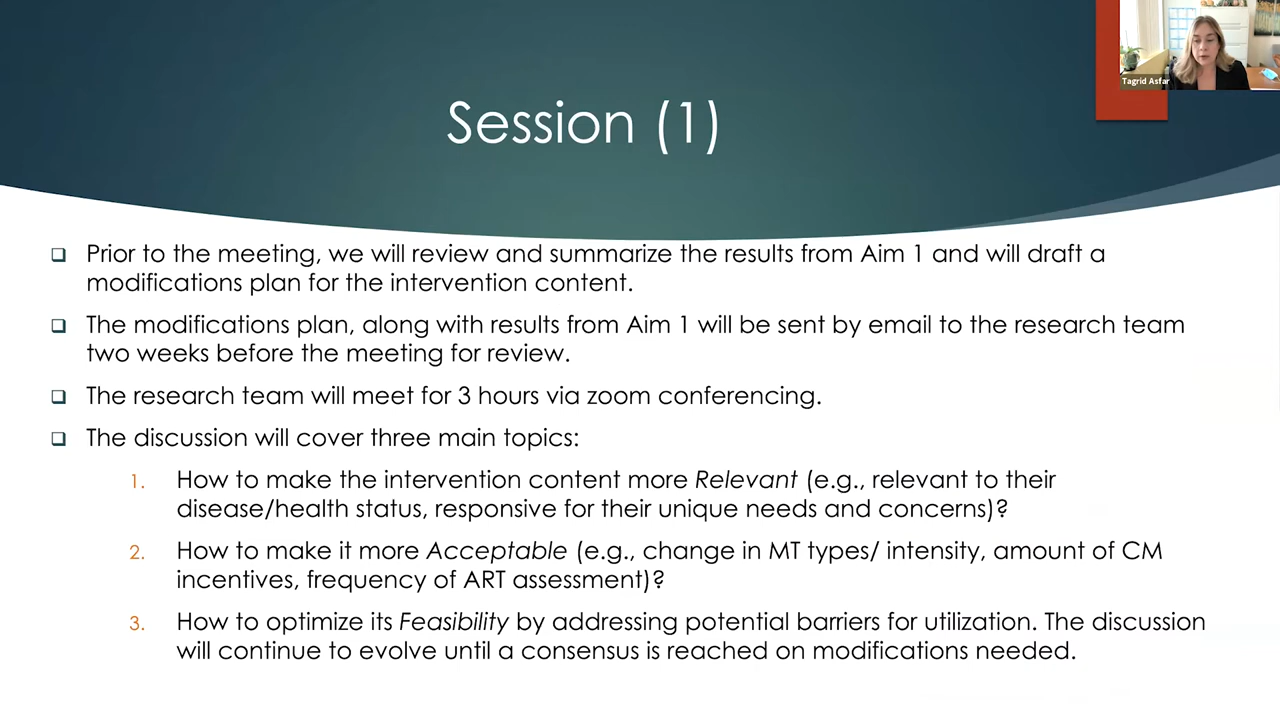 Tagrid Asfar
Session (1)
❑ Prior to the meeting, we will review and summarize the results from Aim 1 and will draft a
modifications plan for the intervention content.
❑ The modifications plan, along with results from Aim 1 will be sent by email to the research team
two weeks before the meeting for review.
❑ The research team will meet for 3 hours via zoom conferencing.
❑ The discussion will cover three main topics:
1. How to make the intervention content more Relevant (e.g., relevant to their
disease/health status, responsive for their unique needs and concerns)?
2. How to make it more Acceptable (e.g., change in MT types/ intensity, amount of CM
incentives, frequency of ART assessment)?
3. How to optimize its Feasibility by addressing potential barriers for utilization. The discussion
will continue to evolve until a consensus is reached on modifications needed.